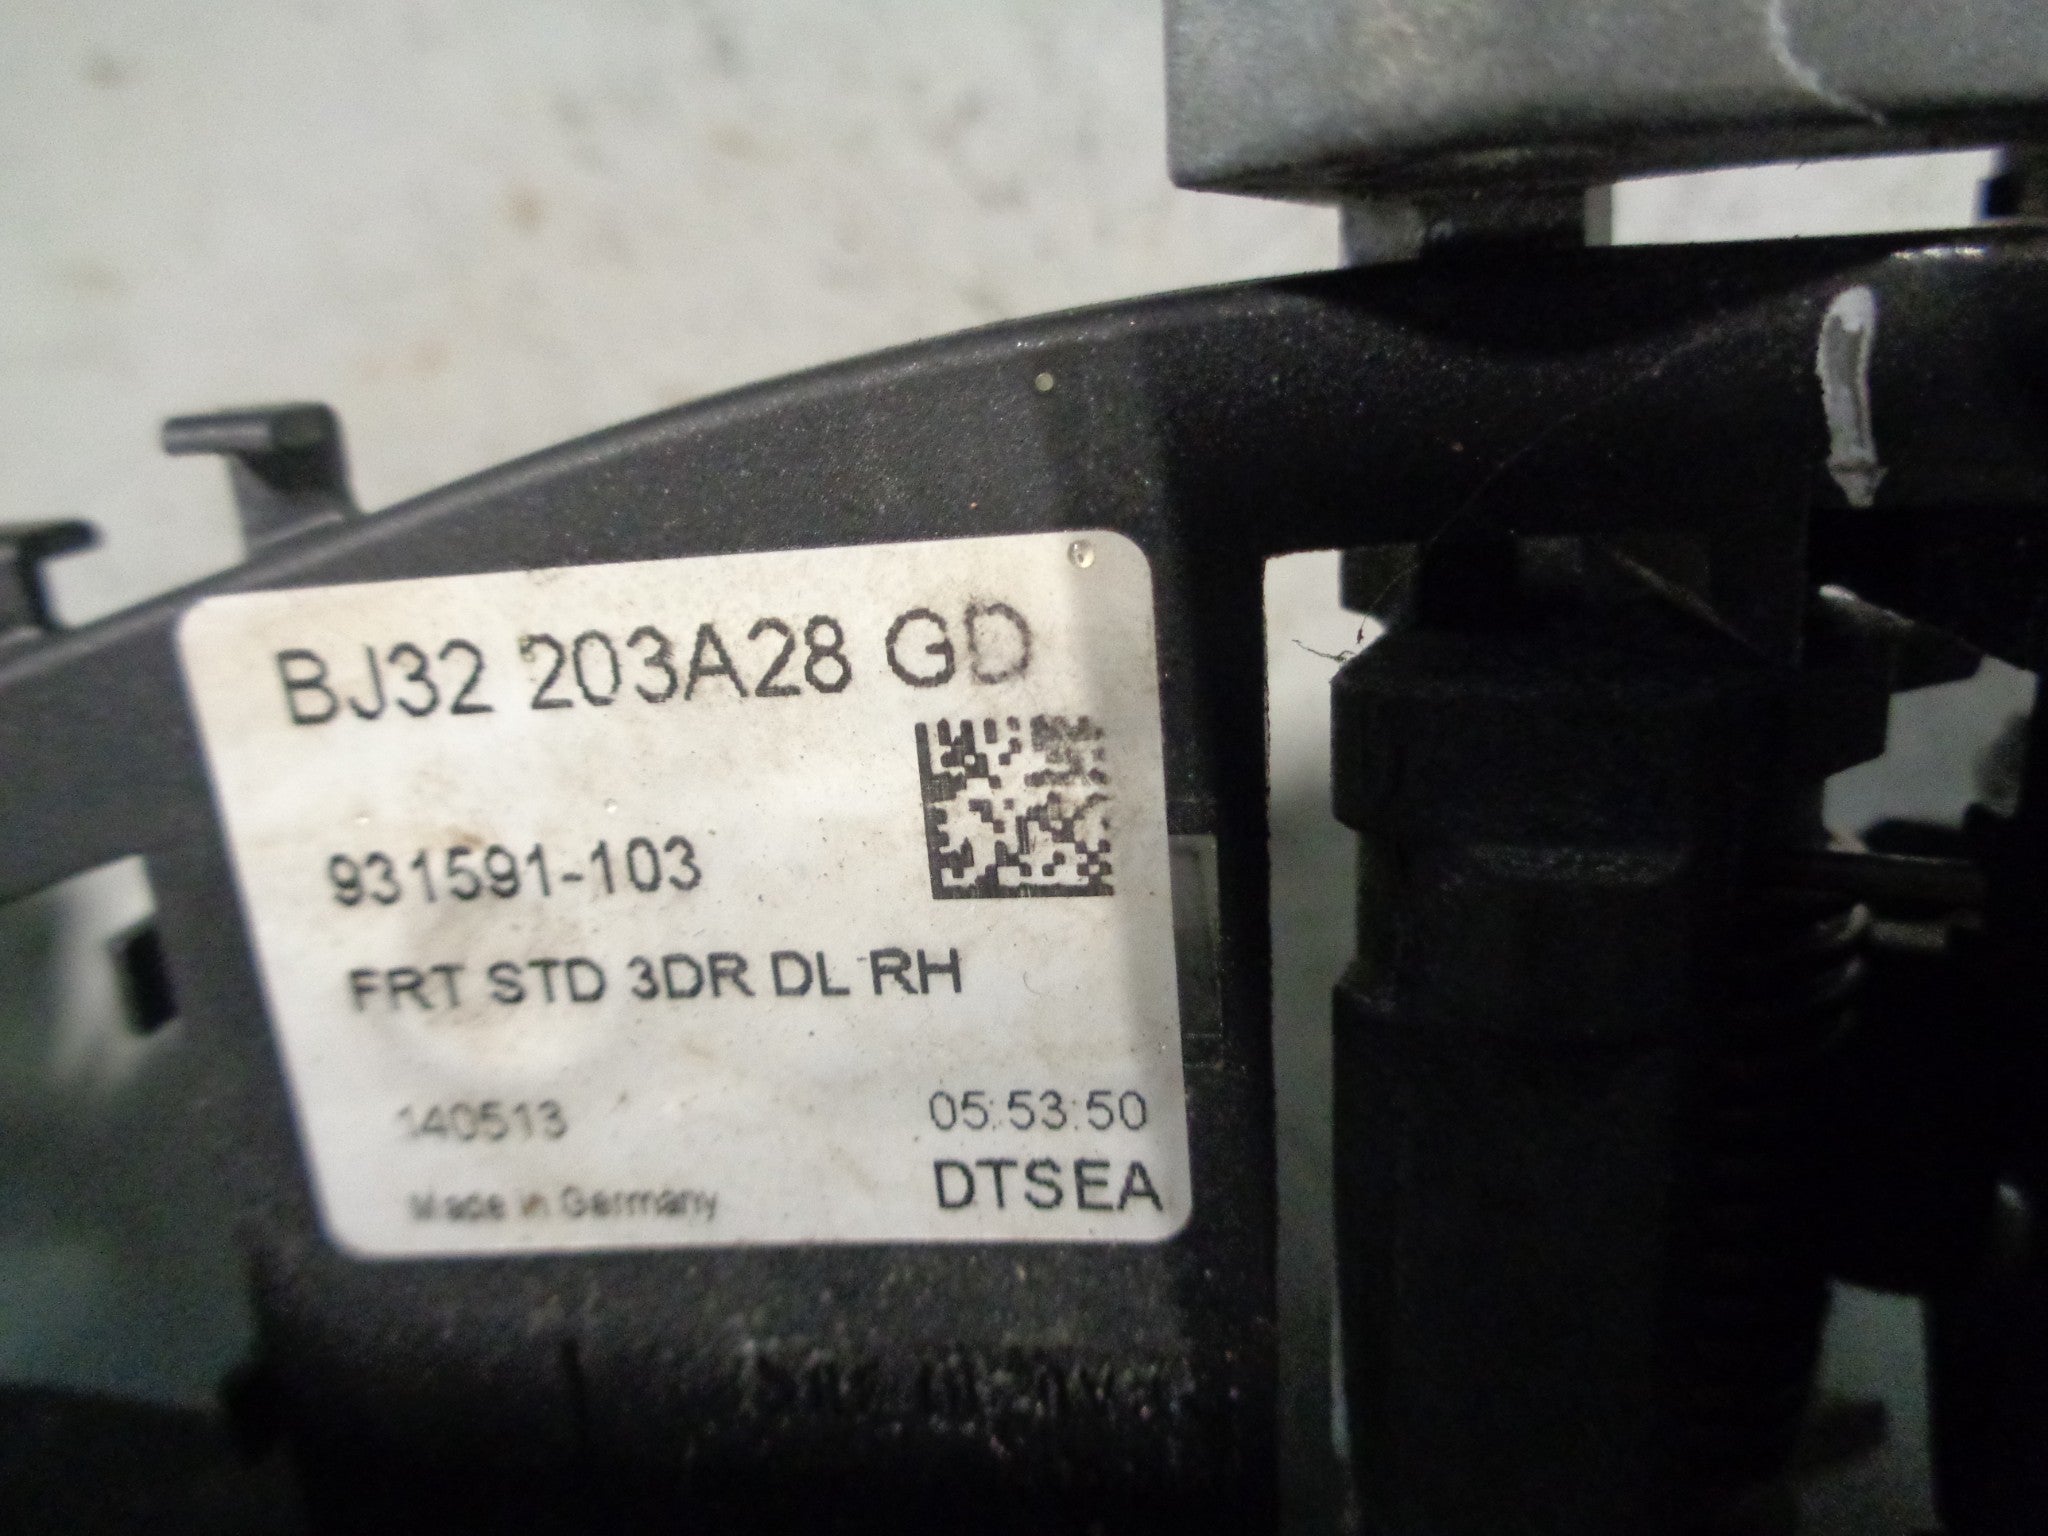 BJ32 203A28 GD
931591-103
FRT STD 3DR DL RH
140513 05:53:50
Made in Germany DTSEA